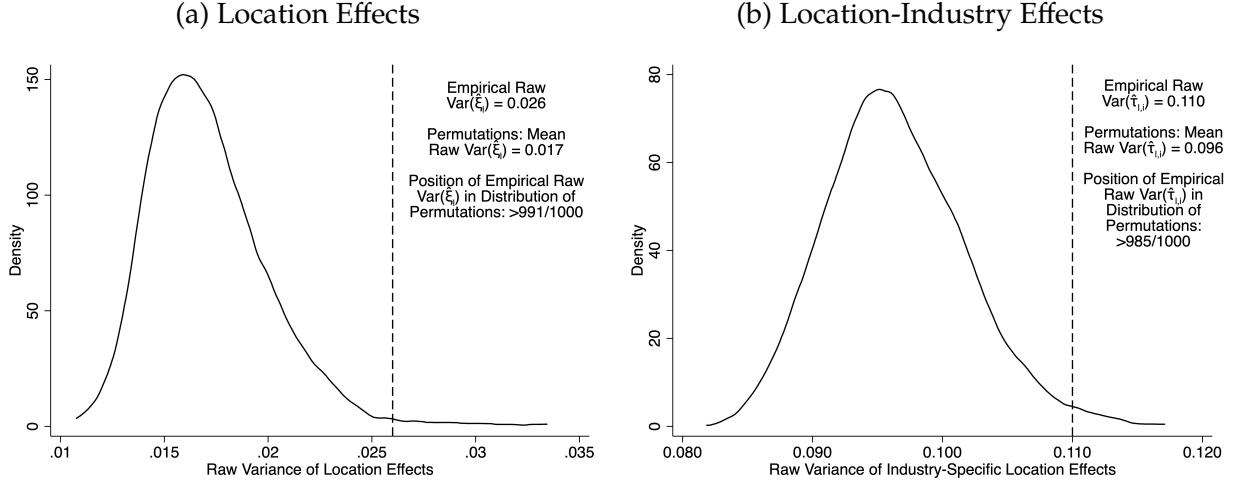 (a) Location Effects
150
100
50
0
Density
.01 .015 .02 .025 .03 .035
Raw Variance of Location Effects
Empirical Raw
Var(ξ̂ₗ) = 0.026
Permutations: Mean
Raw Var(ξ̂ₗ) = 0.017
Position of Empirical Raw
Var(ξ̂ₗ) in Distribution of
Permutations: >991/1000
(b) Location-Industry Effects
80
60
40
20
0
Density
0.080 0.090 0.100 0.110 0.120
Raw Variance of Industry-Specific Location Effects
Empirical Raw
Var(τ̂l,i) = 0.110
Permutations: Mean
Raw Var(τ̂l,i) = 0.096
Position of Empirical
Raw Var(τ̂l,i) in
Distribution of
Permutations:
>985/1000